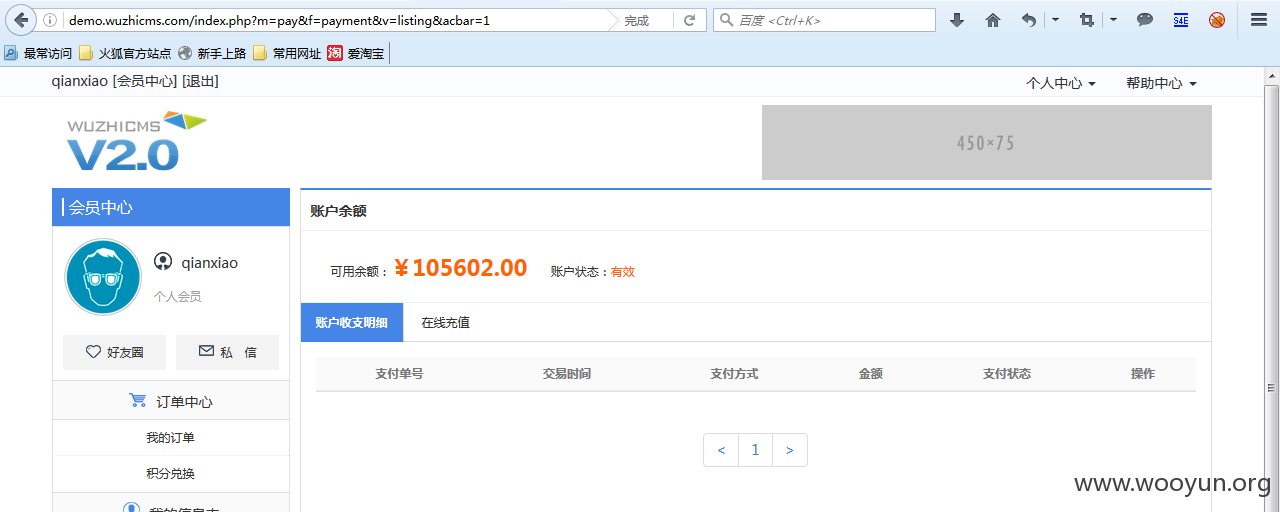 demo.wuzhicms.com/index.php?m=pay&f=payment&v=listing&acbar=1 完成 百度 <Ctrl+K> S4E
最常访问 火狐官方站点 新手上路 常用网址 淘 爱淘宝
qianxiao [会员中心] [退出] 个人中心 帮助中心
WUZHICMS
V2.0
450×75
会员中心
账户余额
qianxiao
个人会员
可用余额： ￥105602.00 账户状态：有效
账户收支明细 在线充值
好友圈 私 信
支付单号 交易时间 支付方式 金额 支付状态 操作
订单中心
我的订单
< 1 >
积分兑换
www.wooyun.org